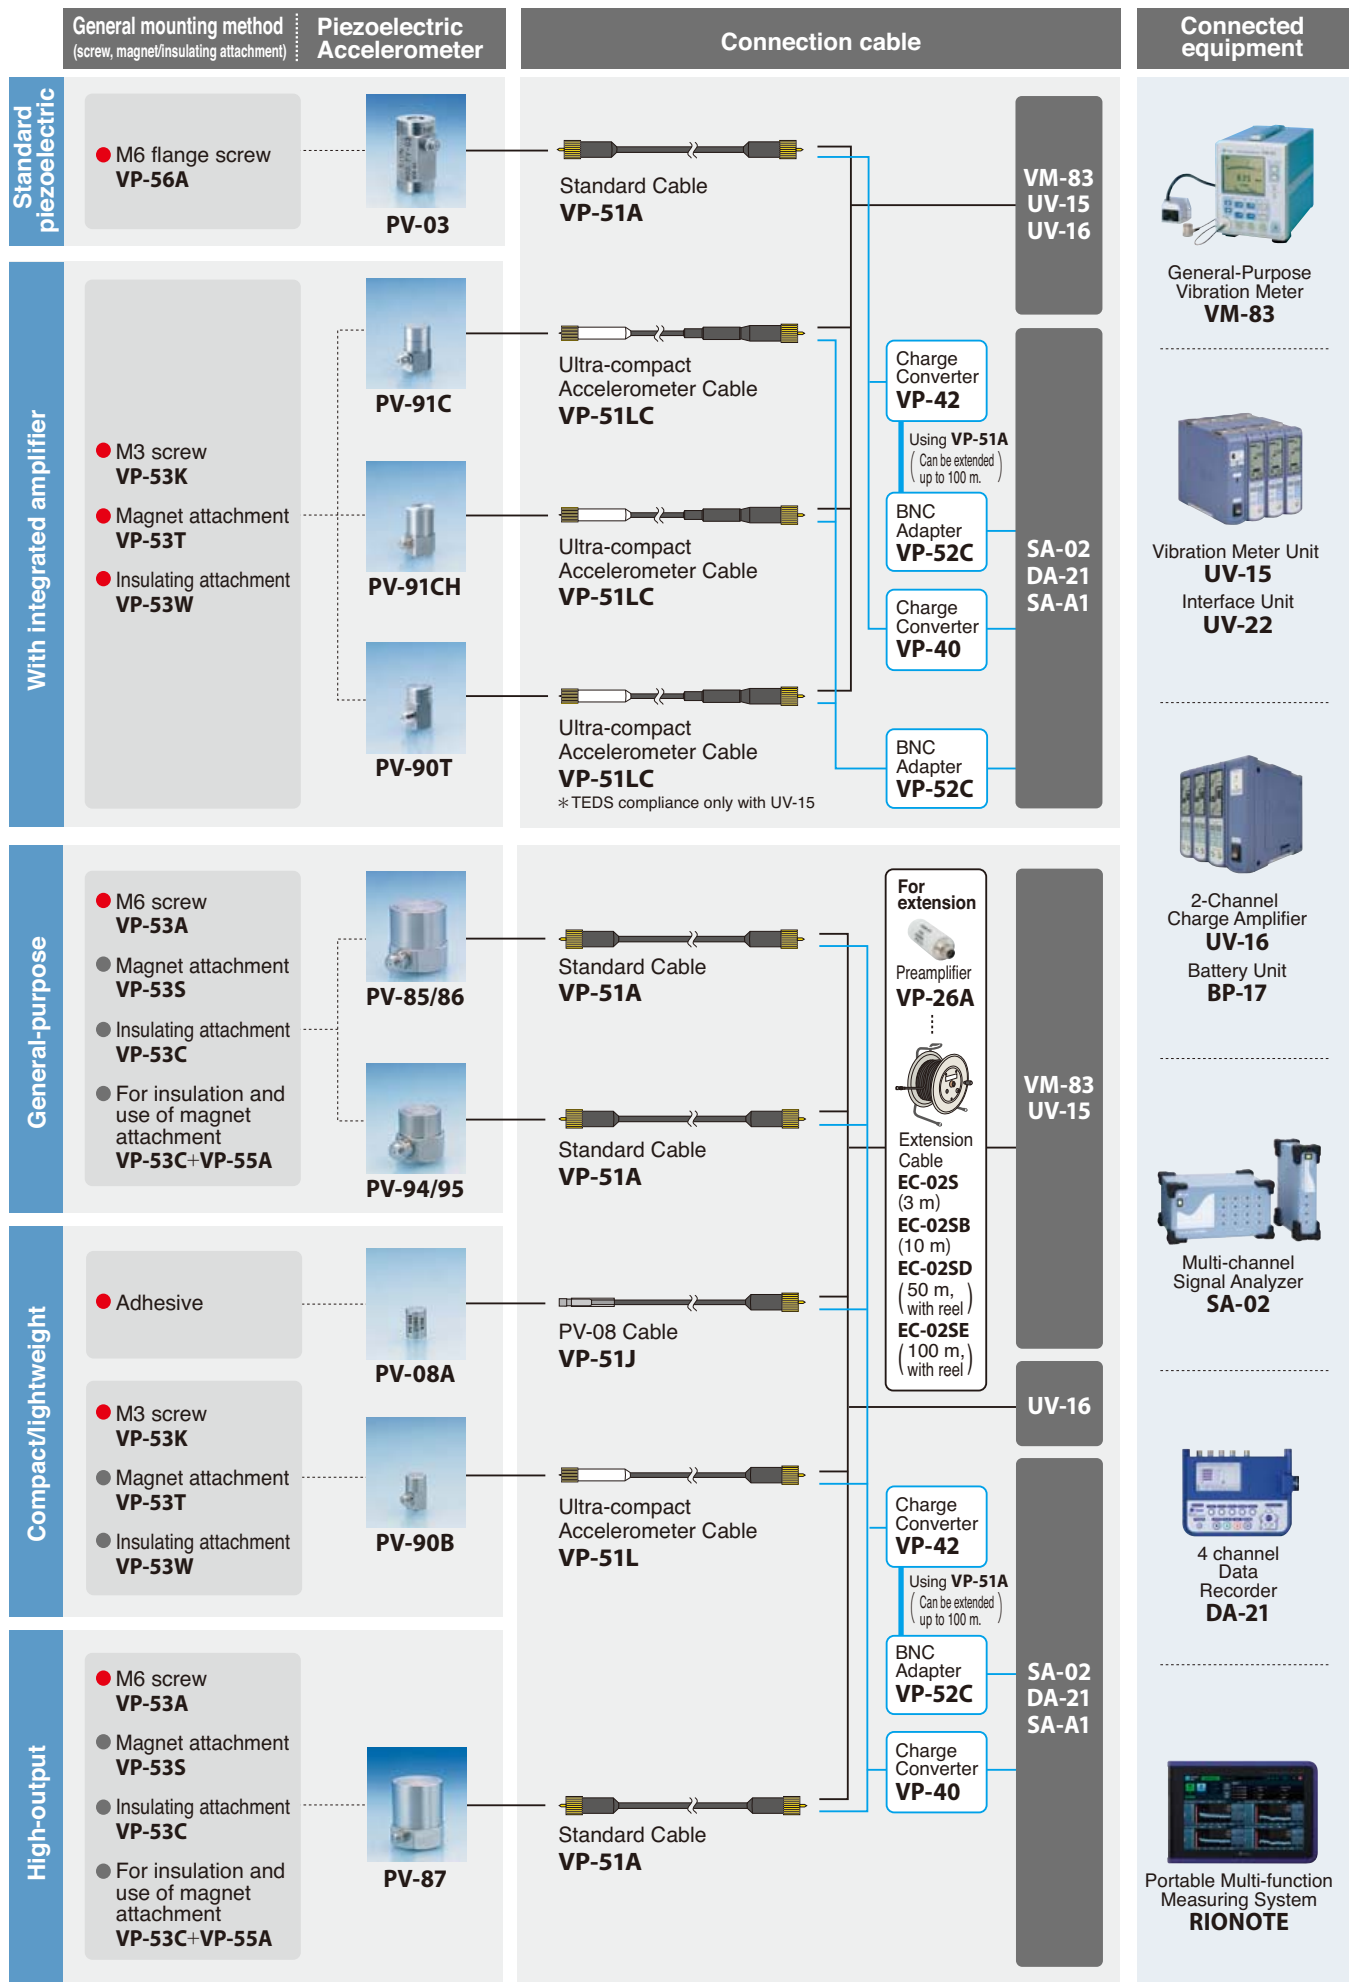 General mounting method
(screw, magnet/insulating attachment)
Piezoelectric
Accelerometer
Connection cable
Connected
equipment
Standard
piezoelectric
M6 flange screw
VP-56A
PV-03
Standard Cable
VP-51A
VM-83
UV-15
UV-16
With integrated amplifier
M3 screw
VP-53K
Magnet attachment
VP-53T
Insulating attachment
VP-53W
PV-91C
PV-91CH
PV-90T
Ultra-compact
Accelerometer Cable
VP-51LC
Ultra-compact
Accelerometer Cable
VP-51LC
Ultra-compact
Accelerometer Cable
VP-51LC
*TEDS compliance only with UV-15
Charge
Converter
VP-42
Using VP-51A
(Can be extended
up to 100 m.)
BNC
Adapter
VP-52C
Charge
Converter
VP-40
BNC
Adapter
VP-52C
SA-02
DA-21
SA-A1
General-purpose
M6 screw
VP-53A
Magnet attachment
VP-53S
Insulating attachment
VP-53C
For insulation and
use of magnet
attachment
VP-53C+VP-55A
PV-85/86
PV-94/95
Standard Cable
VP-51A
Standard Cable
VP-51A
For
extension
Preamplifier
VP-26A
Extension
Cable
EC-02S
(3 m)
EC-02SB
(10 m)
EC-02SD
(50 m,
with reel)
EC-02SE
(100 m,
with reel)
VM-83
UV-15
Compact/lightweight
Adhesive
PV-08A
PV-08 Cable
VP-51J
M3 screw
VP-53K
Magnet attachment
VP-53T
Insulating attachment
VP-53W
PV-90B
Ultra-compact
Accelerometer Cable
VP-51L
UV-16
Charge
Converter
VP-42
Using VP-51A
(Can be extended
up to 100 m.)
BNC
Adapter
VP-52C
Charge
Converter
VP-40
SA-02
DA-21
SA-A1
High-output
M6 screw
VP-53A
Magnet attachment
VP-53S
Insulating attachment
VP-53C
For insulation and
use of magnet
attachment
VP-53C+VP-55A
PV-87
Standard Cable
VP-51A
General-Purpose
Vibration Meter
VM-83
Vibration Meter Unit
UV-15
Interface Unit
UV-22
2-Channel
Charge Amplifier
UV-16
Battery Unit
BP-17
Multi-channel
Signal Analyzer
SA-02
4 channel
Data
Recorder
DA-21
Portable Multi-function
Measuring System
RIONOTE